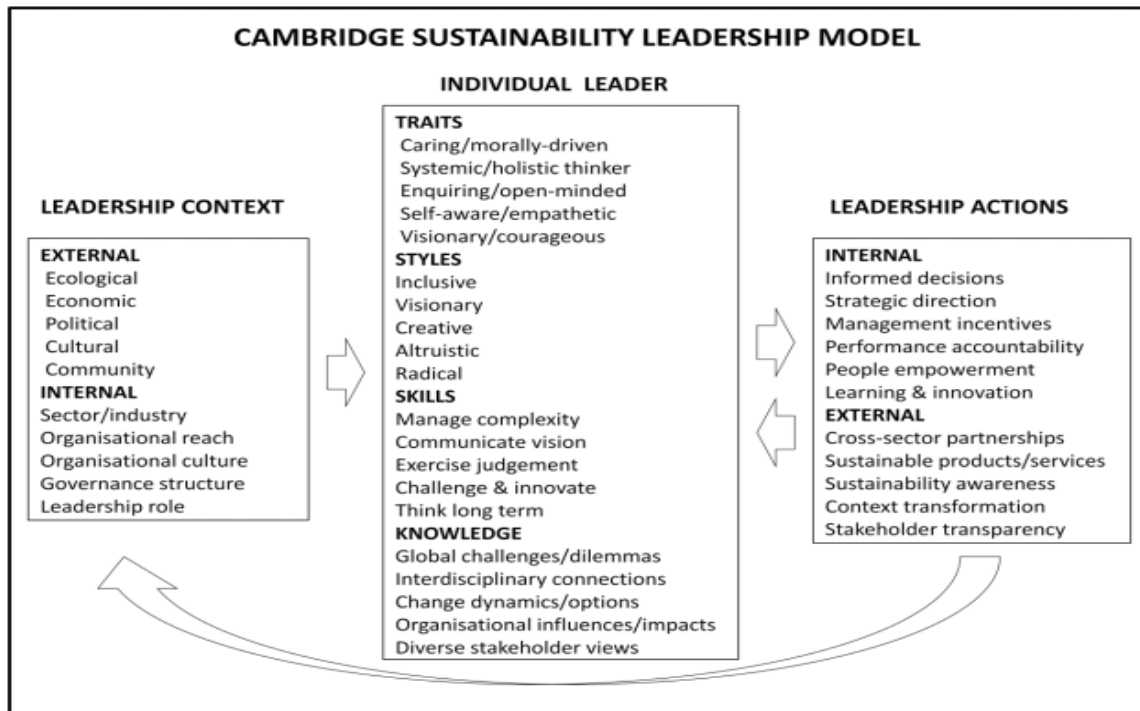 CAMBRIDGE SUSTAINABILITY LEADERSHIP MODEL
LEADERSHIP CONTEXT
EXTERNAL
Ecological
Economic
Political
Cultural
Community
INTERNAL
Sector/industry
Organisational reach
Organisational culture
Governance structure
Leadership role
INDIVIDUAL LEADER
TRAITS
Caring/morally-driven
Systemic/holistic thinker
Enquiring/open-minded
Self-aware/empathetic
Visionary/courageous
STYLES
Inclusive
Visionary
Creative
Altruistic
Radical
SKILLS
Manage complexity
Communicate vision
Exercise judgement
Challenge & innovate
Think long term
KNOWLEDGE
Global challenges/dilemmas
Interdisciplinary connections
Change dynamics/options
Organisational influences/impacts
Diverse stakeholder views
LEADERSHIP ACTIONS
INTERNAL
Informed decisions
Strategic direction
Management incentives
Performance accountability
People empowerment
Learning & innovation
EXTERNAL
Cross-sector partnerships
Sustainable products/services
Sustainability awareness
Context transformation
Stakeholder transparency